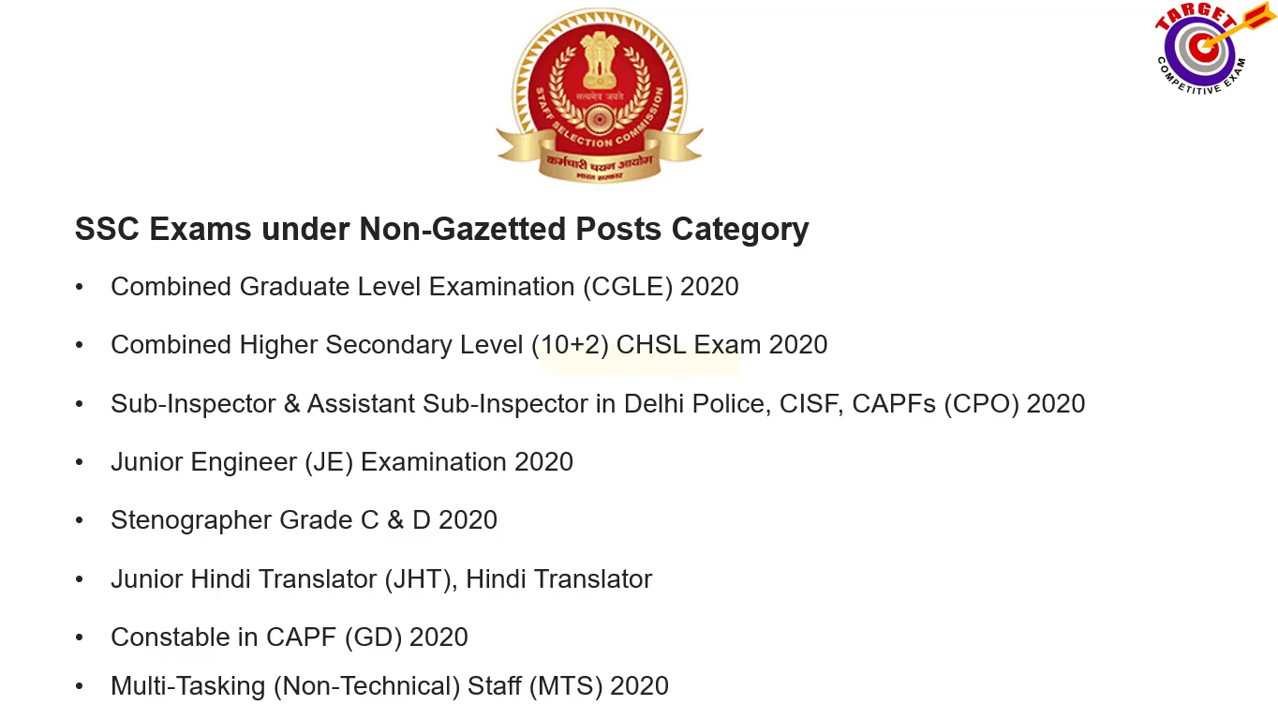 TARGET
COMPETITIVE EXAM
सत्यमेव जयते
STAFF SELECTION COMMISSION
कर्मचारी चयन आयोग
भारत सरकार
SSC Exams under Non-Gazetted Posts Category
• Combined Graduate Level Examination (CGLE) 2020
• Combined Higher Secondary Level (10+2) CHSL Exam 2020
• Sub-Inspector & Assistant Sub-Inspector in Delhi Police, CISF, CAPFs (CPO) 2020
• Junior Engineer (JE) Examination 2020
• Stenographer Grade C & D 2020
• Junior Hindi Translator (JHT), Hindi Translator
• Constable in CAPF (GD) 2020
• Multi-Tasking (Non-Technical) Staff (MTS) 2020